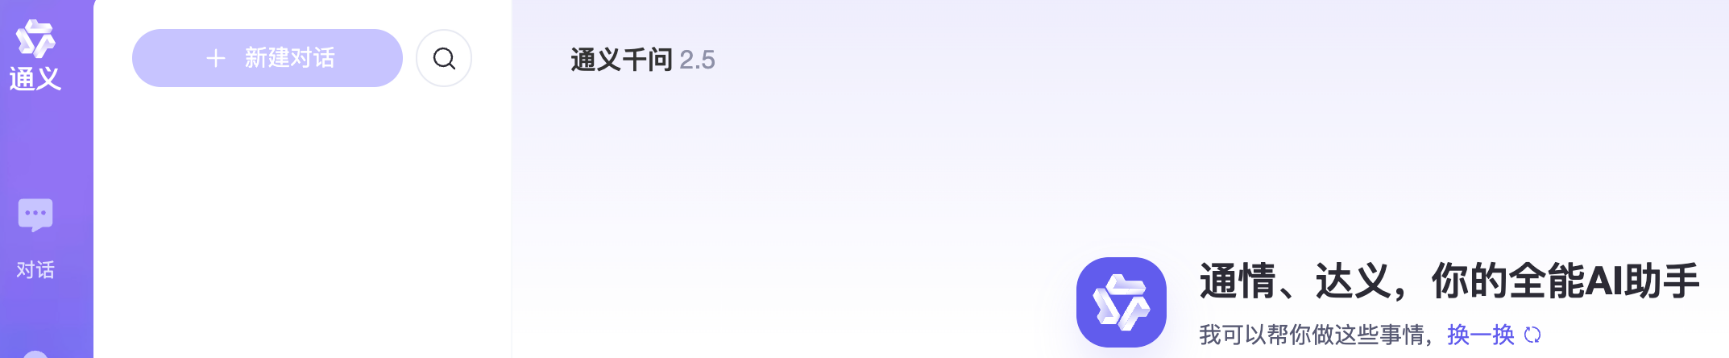 通义
对话
新建对话
通义千问 2.5
通情、达义，你的全能AI助手
我可以帮你做这些事情，换一换